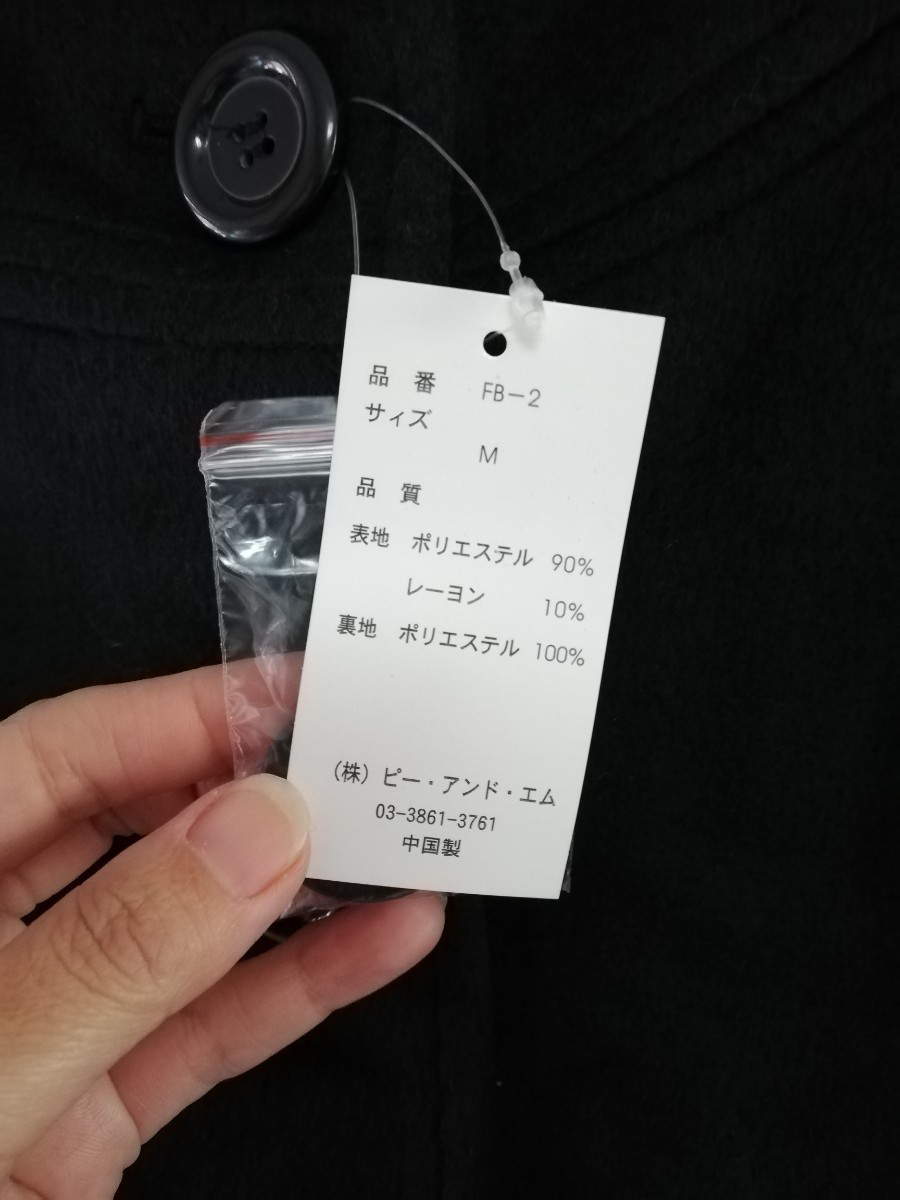 品 番 FB-2
サィズ
M
品 質
表地 ポリエステル 90%
レーヨン 10%
裏地 ポリエステル 100%
(株) ピー・アンド・エム
03-3861-3761
中国製